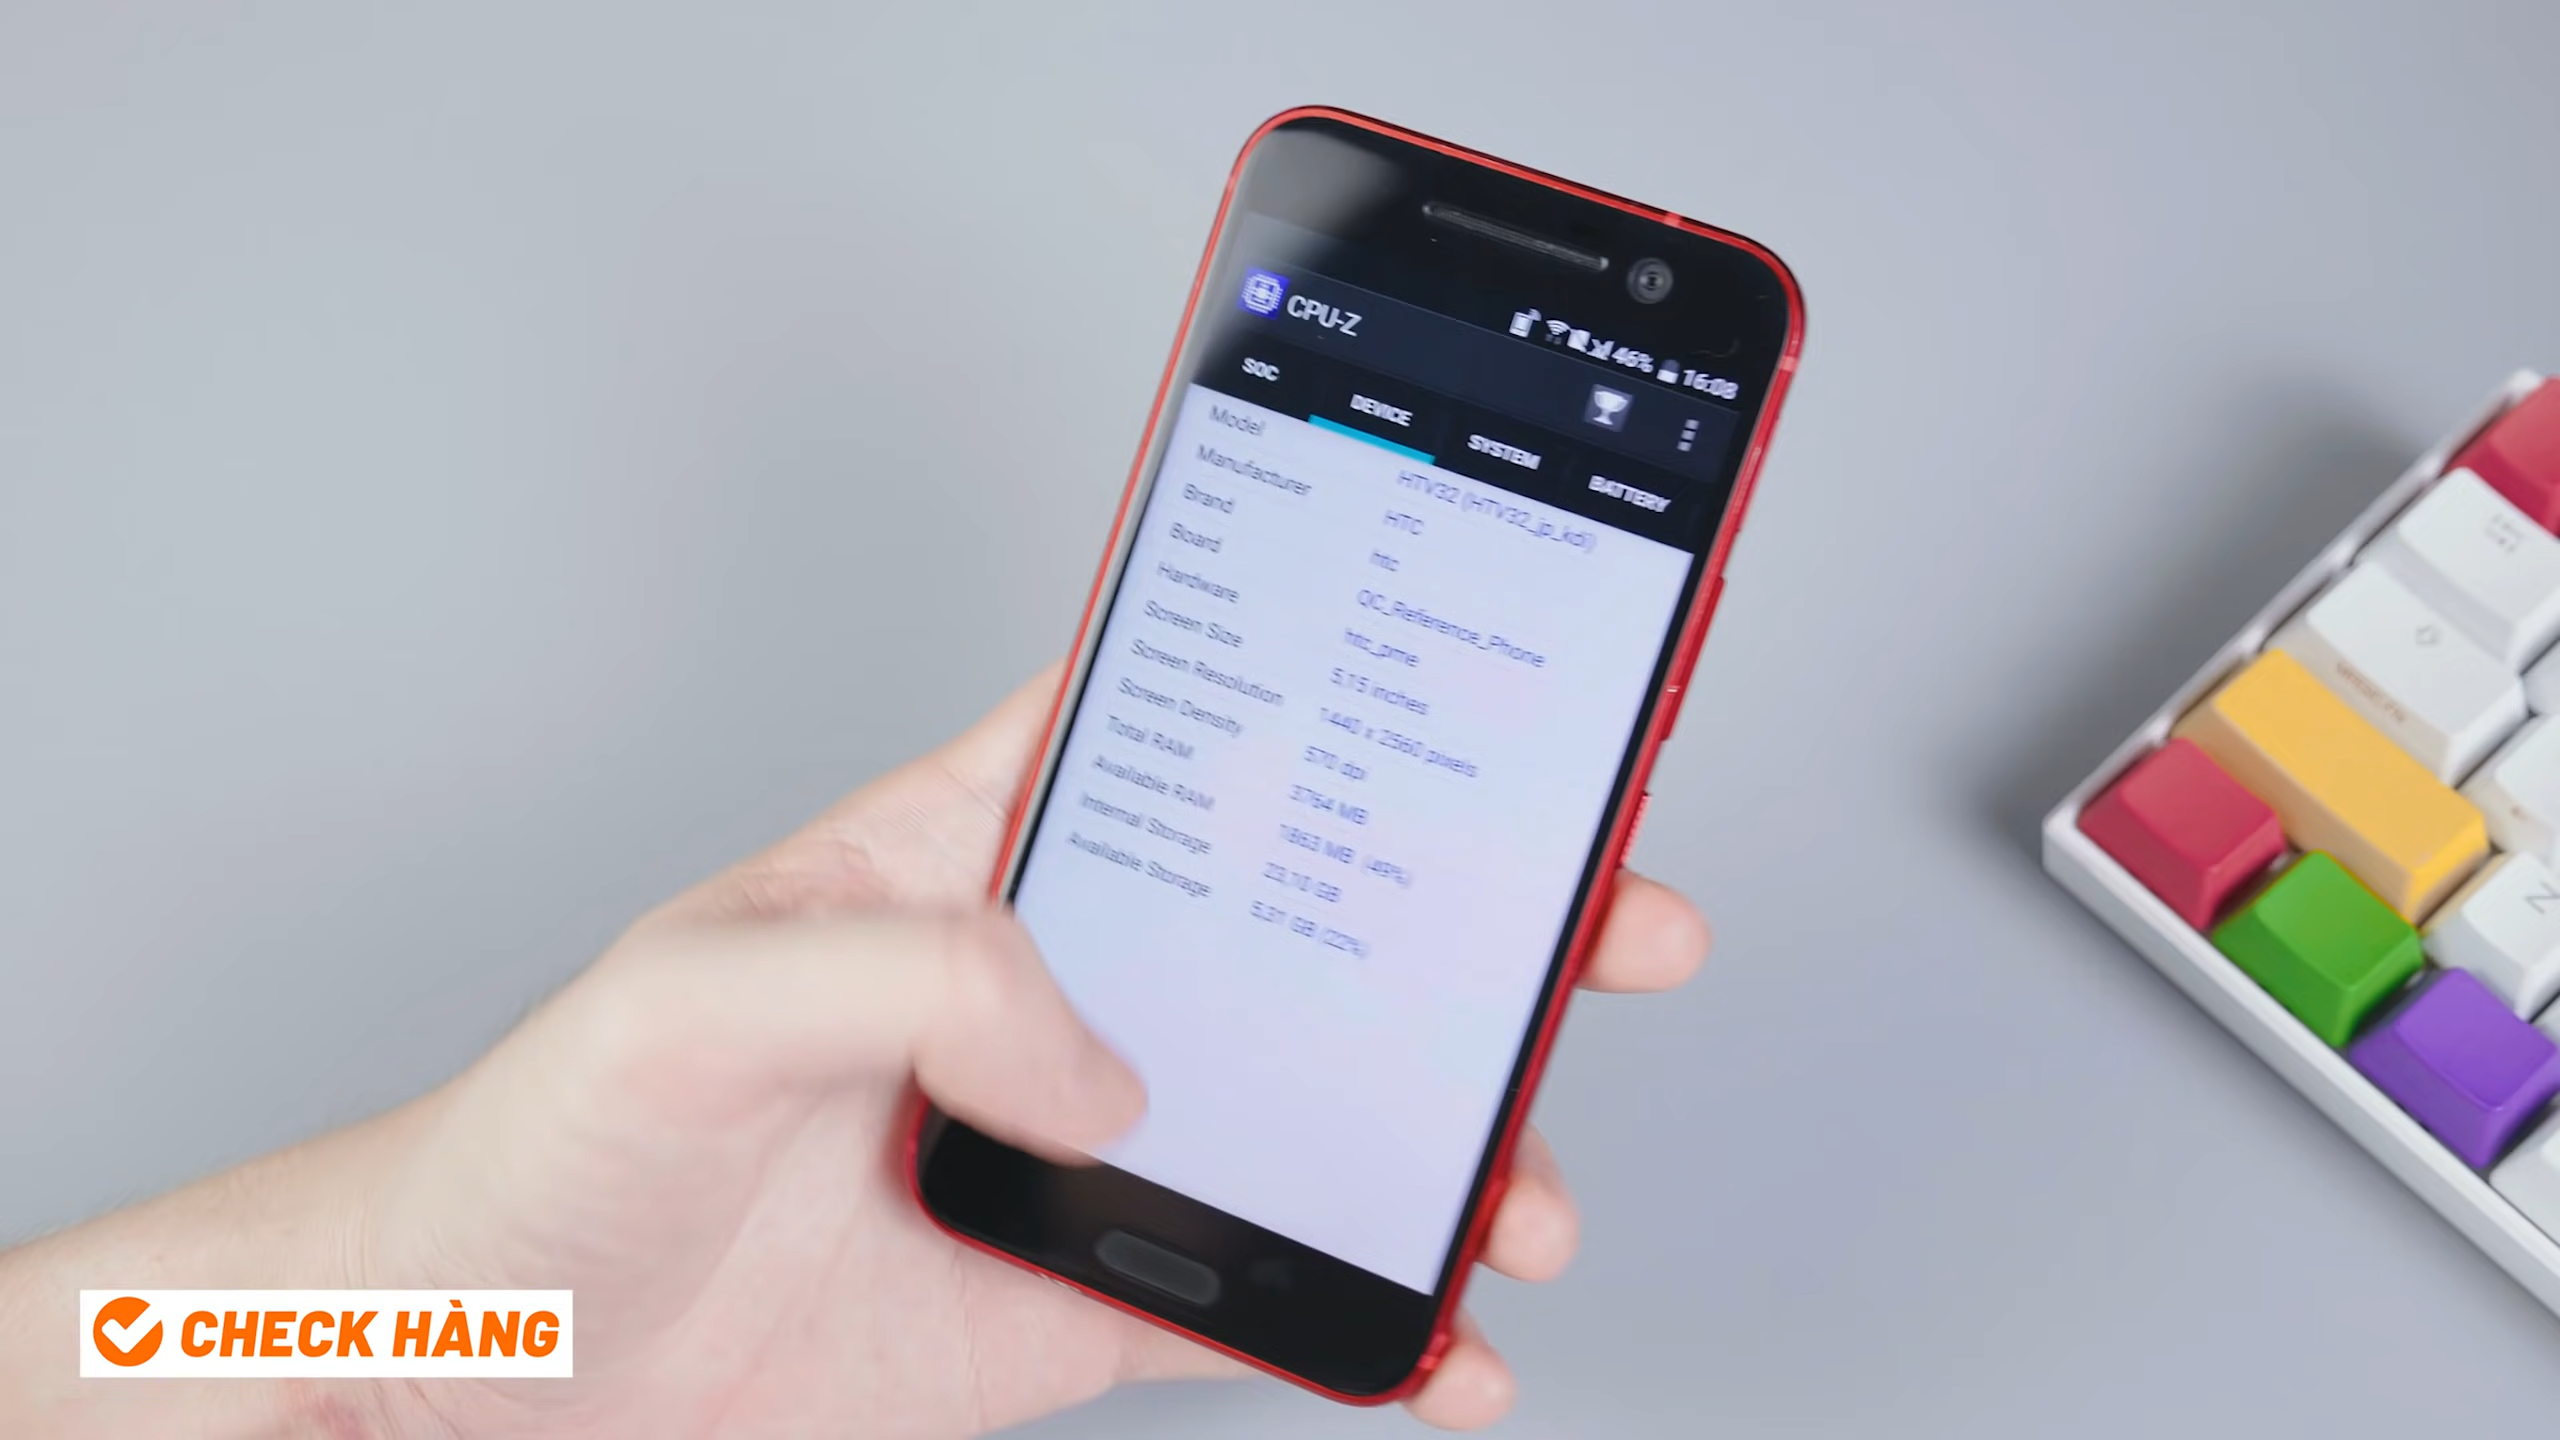 CPU-Z
46% 16:08
SOC DEVICE SYSTEM BATTERY
Model HTV32 (HTV32_jp_kdi)
Manufacturer HTC
Brand htc
Board QC_Reference_Phone
Hardware htc_pme
Screen Size 5,15 inches
Screen Resolution 1440 x 2560 pixels
Screen Density 570 dpi
Total RAM 3764 MB
Available RAM 1863 MB (49%)
Internal Storage 23,10 GB
Available Storage 5,31 GB (22%)
Z
CHECK HÀNG